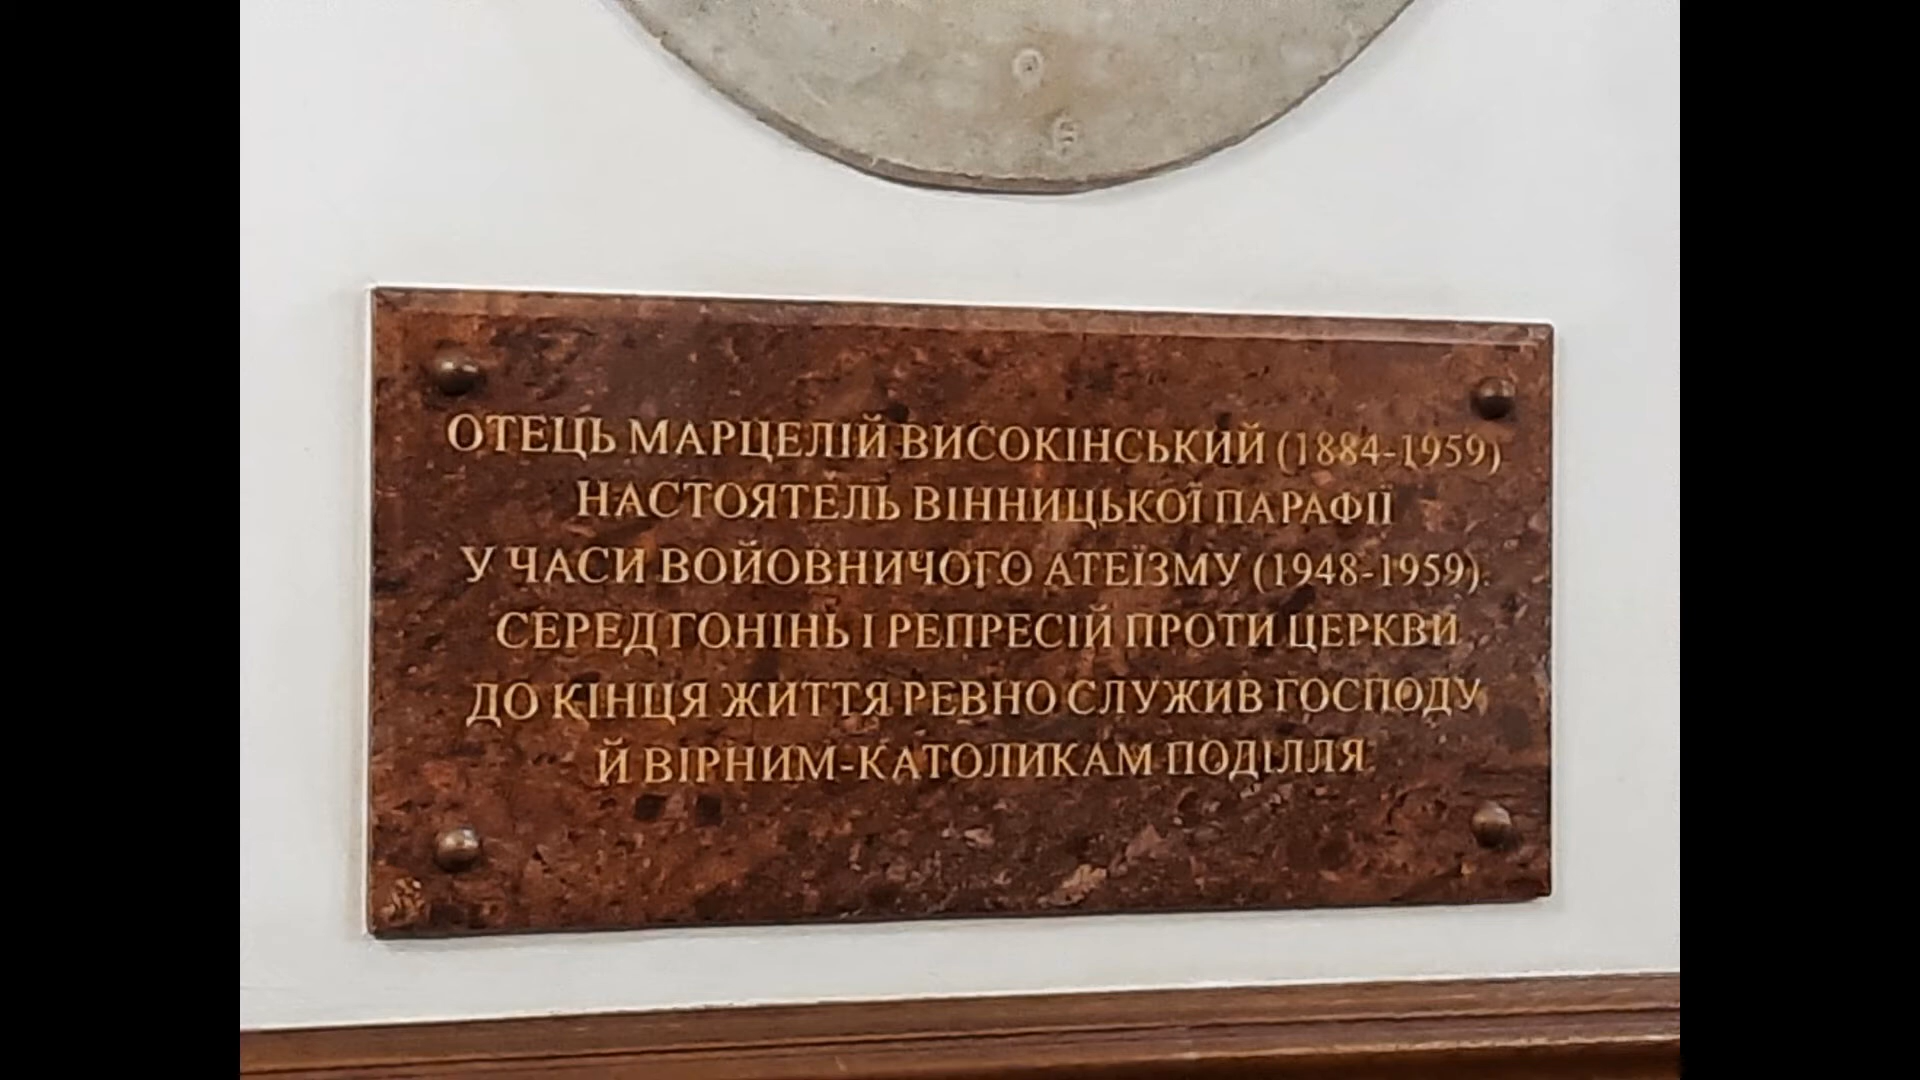 ОТЕЦЬ МАРЦЕЛІЙ ВИСОКІНСЬКИЙ (1884-1959)
НАСТОЯТЕЛЬ ВІННИЦЬКОЇ ПАРАФІЇ
У ЧАСИ ВОЙОВНИЧОГО АТЕЇЗМУ (1948-1959).
СЕРЕД ГОНІНЬ І РЕПРЕСІЙ ПРОТИ ЦЕРКВИ
ДО КІНЦЯ ЖИТТЯ РЕВНО СЛУЖИВ ГОСПОДУ
Й ВІРНИМ-КАТОЛИКАМ ПОДІЛЛЯ